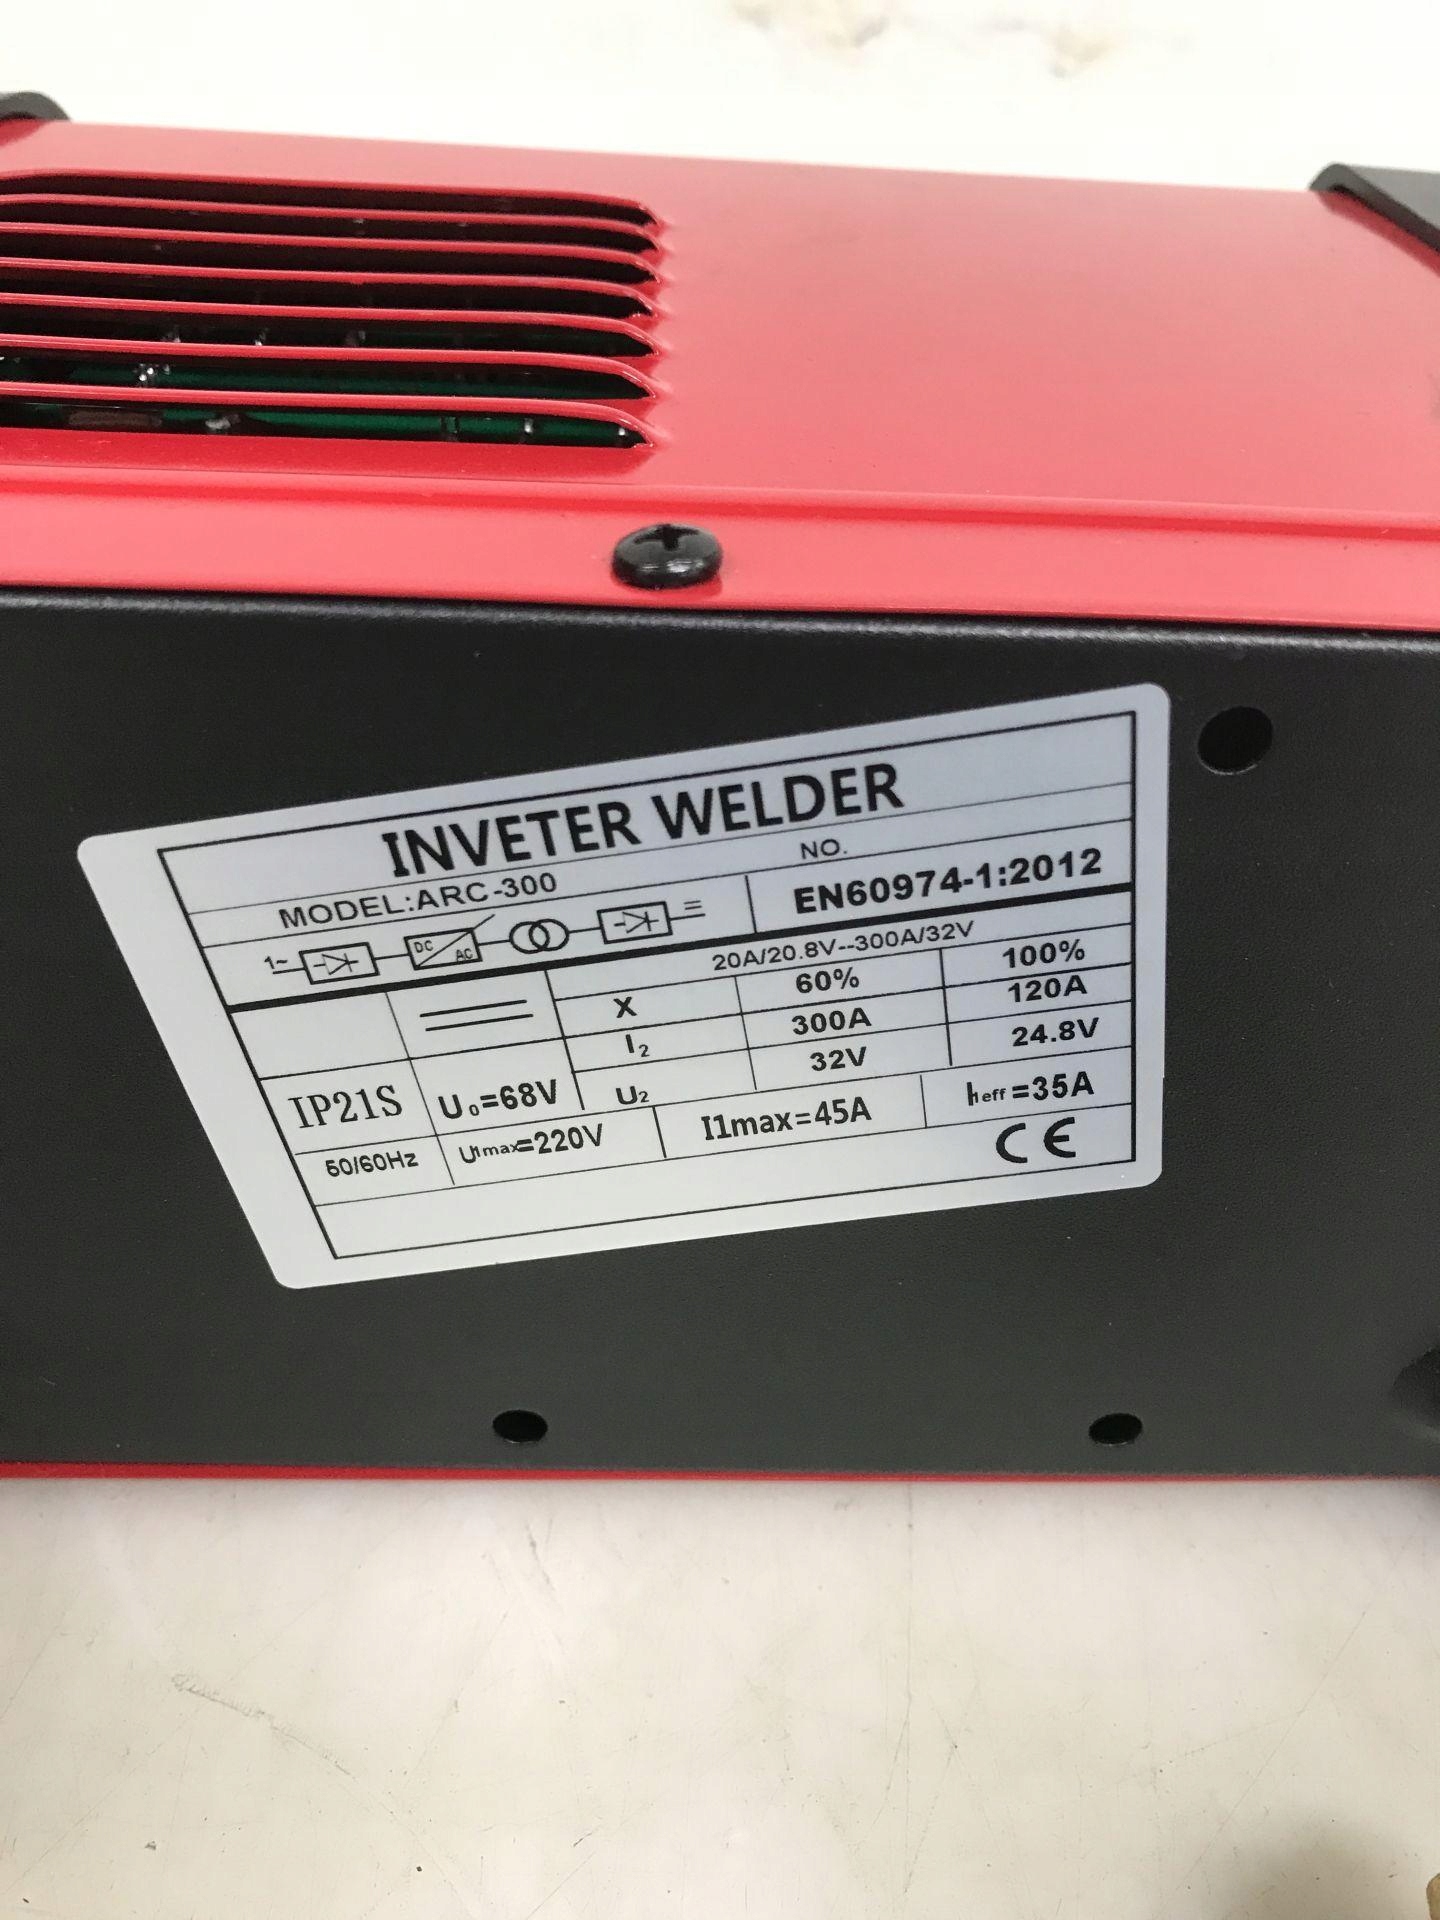 INVETER WELDER
MODEL:ARC-300 NO.
1~ DC AC EN60974-1:2012
20A/20.8V--300A/32V
X 60% 100%
I2 300A 120A
U2 32V 24.8V
IP21S U0=68V
50/60Hz U1max=220V I1max=45A I1eff=35A
CE